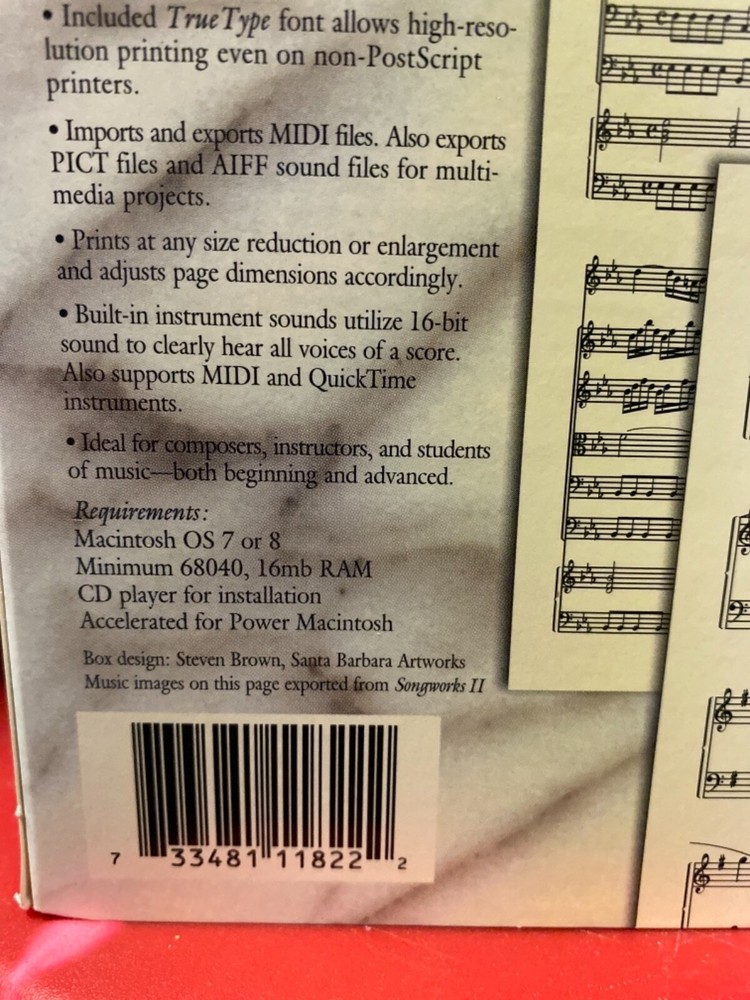 • Included TrueType font allows high-reso-
lution printing even on non-PostScript
printers.
• Imports and exports MIDI files. Also exports
PICT files and AIFF sound files for multi-
media projects.
• Prints at any size reduction or enlargement
and adjusts page dimensions accordingly.
• Built-in instrument sounds utilize 16-bit
sound to clearly hear all voices of a score.
Also supports MIDI and QuickTime
instruments.
• Ideal for composers, instructors, and students
of music—both beginning and advanced.
Requirements:
Macintosh OS 7 or 8
Minimum 68040, 16mb RAM
CD player for installation
Accelerated for Power Macintosh
Box design: Steven Brown, Santa Barbara Artworks
Music images on this page exported from Songworks II
7 33481 11822 2